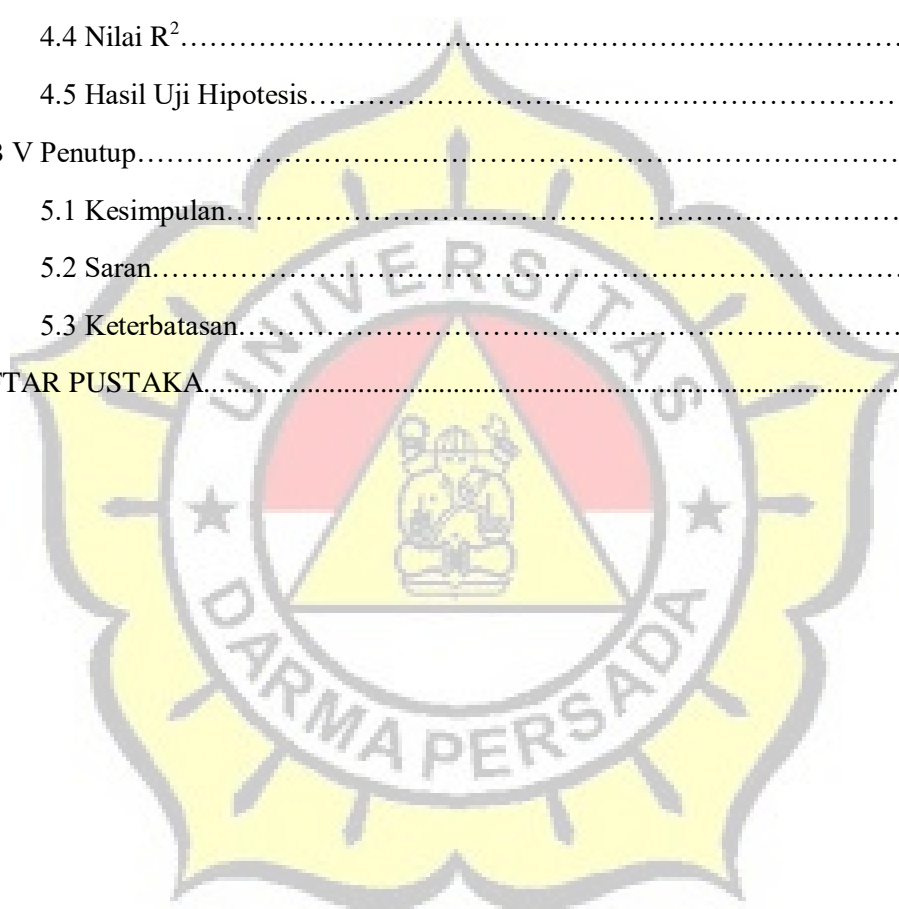 4.4 Nilai R²……………………………………………………………
4.5 Hasil Uji Hipotesis……………………………………………………
B V Penutup……………………………………………………………………
5.1 Kesimpulan…………………………………………………………
5.2 Saran…………………………………………………………………
5.3 Keterbatasan…………………………………………………………
TAR PUSTAKA.............................................................................
UNIVERSITAS
DARMA PERSADA